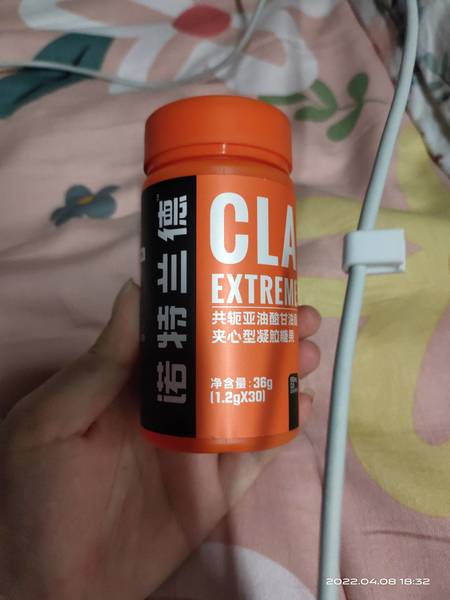 诺特兰德
CLA
EXTREME
共轭亚油酸甘油酯
夹心型凝胶糖果
净含量:36g
(1.2gX30)
2022.04.08 18:32